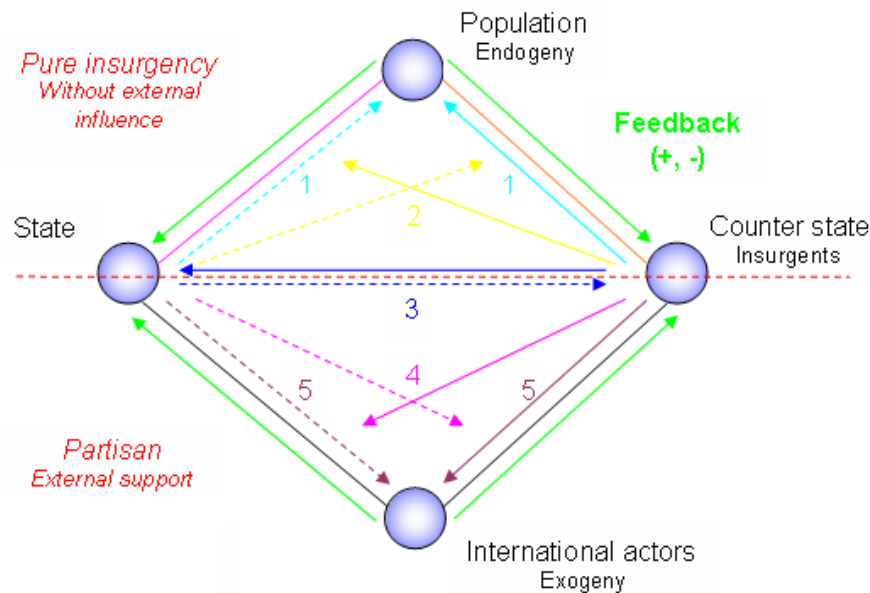 Population
Endogeny
Pure insurgency
Without external
influence
Feedback
(+, -)
1
1
2
State
Counter state
Insurgents
3
4
5
5
Partisan
External support
International actors
Exogeny